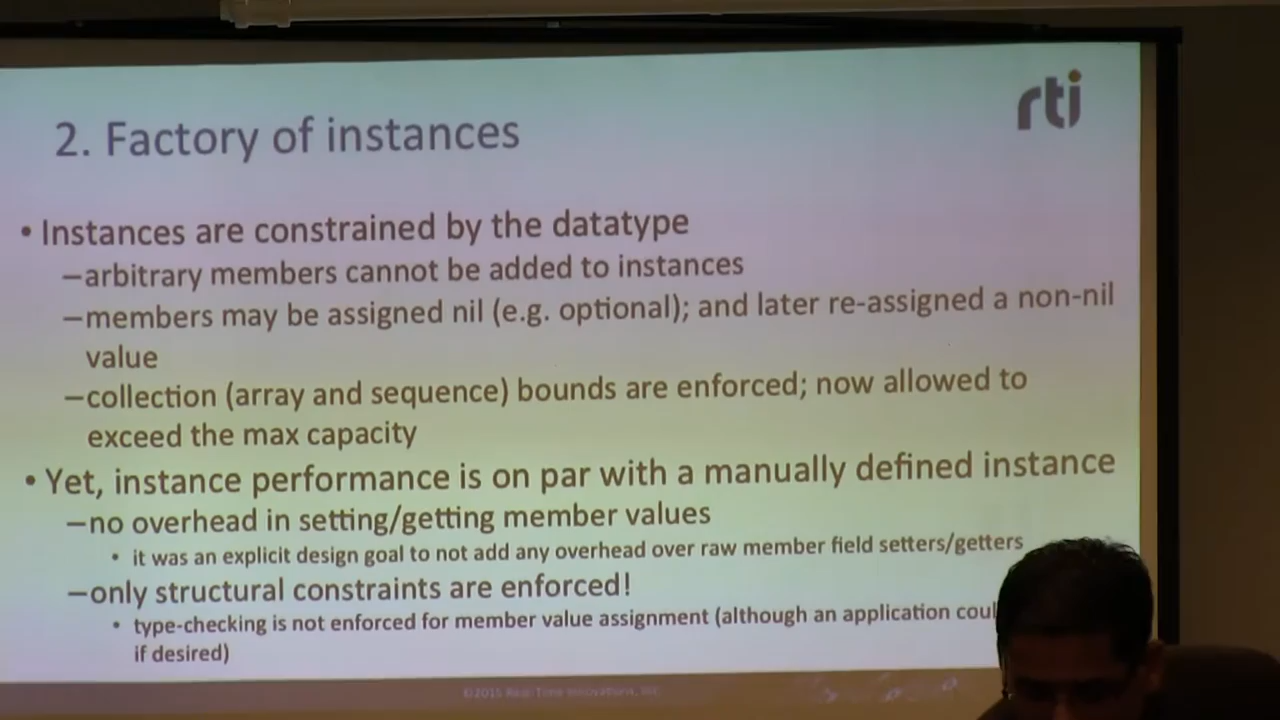 rti
2. Factory of instances
• Instances are constrained by the datatype
–arbitrary members cannot be added to instances
–members may be assigned nil (e.g. optional); and later re-assigned a non-nil
value
–collection (array and sequence) bounds are enforced; now allowed to
exceed the max capacity
• Yet, instance performance is on par with a manually defined instance
–no overhead in setting/getting member values
• it was an explicit design goal to not add any overhead over raw member field setters/getters
–only structural constraints are enforced!
• type-checking is not enforced for member value assignment (although an application
if desired)
©2015 Real-Time Innovations, Inc.